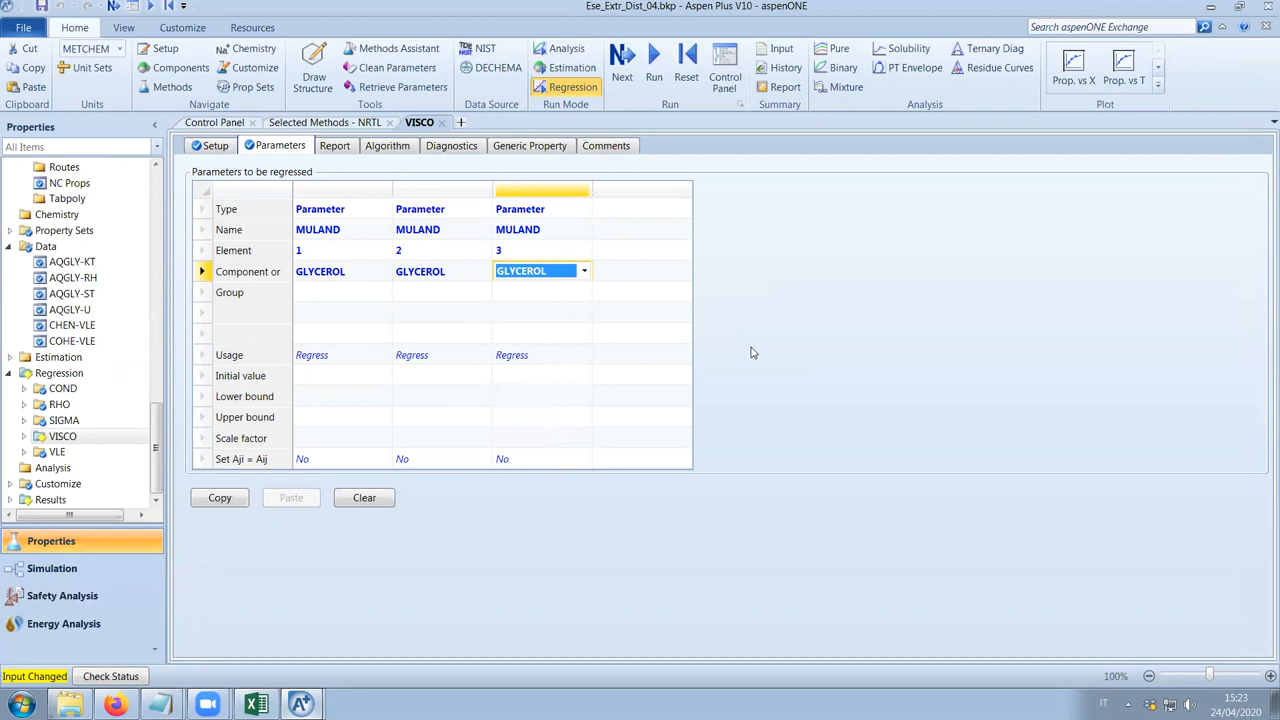 Ese_Extr_Dist_04.bkp - Aspen Plus V10 - aspenONE
File Home View Customize Resources
Search aspenONE Exchange
Cut METCHEM Setup Chemistry Methods Assistant NIST Analysis Input Pure Solubility Ternary Diag
Copy Unit Sets Components Customize Clean Parameters DECHEMA Estimation History Binary PT Envelope Residue Curves
Paste Methods Prop Sets Retrieve Parameters Regression Report Mixture
Draw Structure
Next Run Reset Control Panel
Prop. vs X Prop. vs T
Clipboard Units Navigate Tools Data Source Run Mode Run Summary Analysis Plot
Properties
All Items
Routes
NC Props
Tabpoly
Chemistry
Property Sets
Data
AQGLY-KT
AQGLY-RH
AQGLY-ST
AQGLY-U
CHEN-VLE
COHE-VLE
Estimation
Regression
COND
RHO
SIGMA
VISCO
VLE
Analysis
Customize
Results
Properties
Simulation
Safety Analysis
Energy Analysis
Control Panel Selected Methods - NRTL VISCO
Setup Parameters Report Algorithm Diagnostics Generic Property Comments
Parameters to be regressed
Type Parameter Parameter Parameter
Name MULAND MULAND MULAND
Element 1 2 3
Component or GLYCEROL GLYCEROL GLYCEROL
Group
Usage Regress Regress Regress
Initial value
Lower bound
Upper bound
Scale factor
Set Aji = Aij No No No
Copy Paste Clear
Input Changed Check Status
100%
IT
15:23
24/04/2020